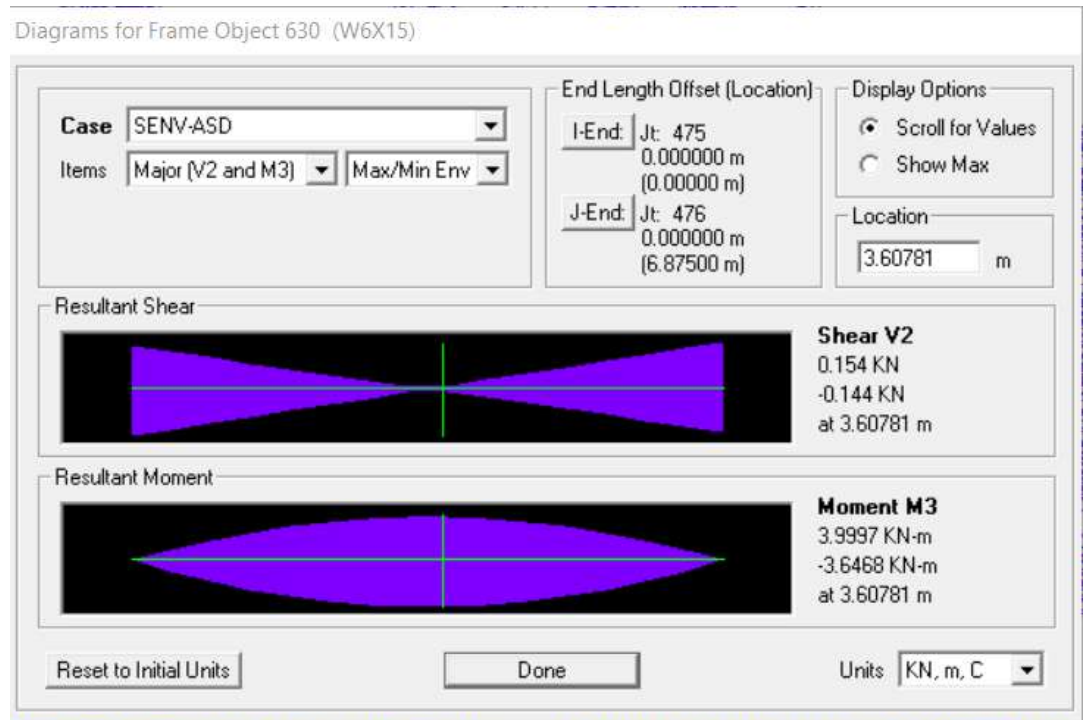 Diagrams for Frame Object 630 (W6X15)
Case SENV-ASD
Items Major (V2 and M3) Max/Min Env
End Length Offset (Location)
I-End: Jt: 475
0.000000 m
(0.00000 m)
J-End: Jt: 476
0.000000 m
(6.87500 m)
Display Options
Scroll for Values
Show Max
Location
3.60781 m
Resultant Shear
Shear V2
0.154 KN
-0.144 KN
at 3.60781 m
Resultant Moment
Moment M3
3.9997 KN-m
-3.6468 KN-m
at 3.60781 m
Reset to Initial Units
Done
Units KN, m, C